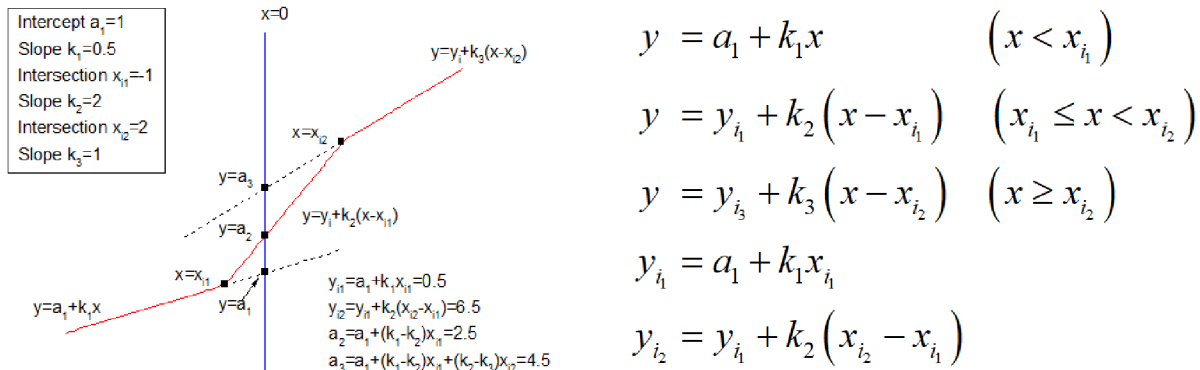 Intercept a₁=1
Slope k₁=0.5
Intersection xᵢ₁=-1
Slope k₂=2
Intersection xᵢ₂=2
Slope k₃=1
x=0
y=yᵢ+k₃(x-xᵢ₂)
x=xᵢ₂
y=a₃
y=a₂
y=yᵢ+k₂(x-xᵢ₁)
x=xᵢ₁
y=a₁
y=a₁+k₁x
yᵢ₁=a₁+k₁xᵢ₁=0.5
yᵢ₂=yᵢ₁+k₂(xᵢ₂-xᵢ₁)=6.5
a₂=a₁+(k₁-k₂)xᵢ₁=2.5
a₃=a₁+(k₁-k₂)xᵢ₁+(k₂-k₃)xᵢ₂=4.5
y = a₁ + k₁x (x < xᵢ₁)
y = yᵢ₁ + k₂(x − xᵢ₁) (xᵢ₁ ≤ x < xᵢ₂)
y = yᵢ₃ + k₃(x − xᵢ₂) (x ≥ xᵢ₂)
yᵢ₁ = a₁ + k₁xᵢ₁
yᵢ₂ = yᵢ₁ + k₂(xᵢ₂ − xᵢ₁)